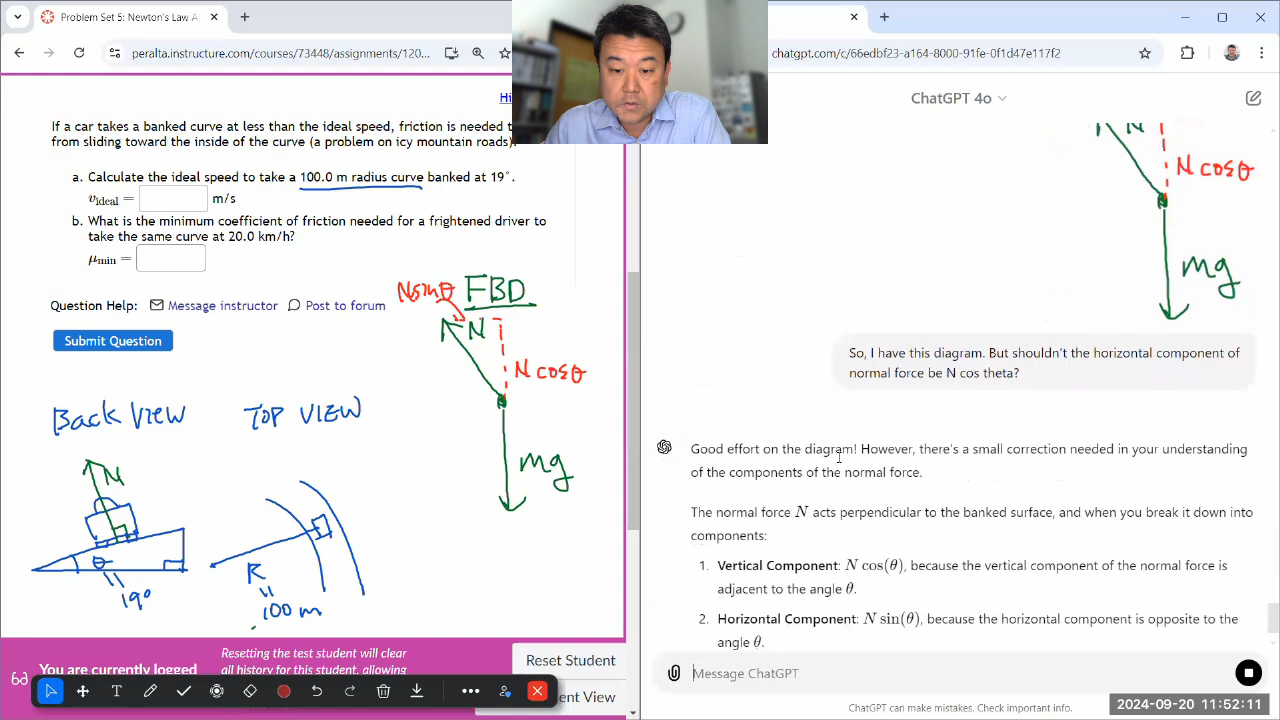 Problem Set 5: Newton's Law A
peralta.instructure.com/courses/73448/assignments/120...
chatgpt.com/c/66edbf23-a164-8000-91fe-0f1d47e117f2
Hi
If a car takes a banked curve at less than the ideal speed, friction is needed t
from sliding toward the inside of the curve (a problem on icy mountain roads).
a. Calculate the ideal speed to take a 100.0 m radius curve banked at 19°.
v_ideal = m/s
b. What is the minimum coefficient of friction needed for a frightened driver to
take the same curve at 20.0 km/h?
μ_min =
Question Help: Message instructor Post to forum
Submit Question
FBD
N sin θ
N
N cos θ
mg
BACK VIEW
TOP VIEW
N
θ
19°
R
100 m
You are currently logged
Resetting the test student will clear
all history for this student, allowing
Reset Student
ent View
ChatGPT 4o
N
N cos θ
mg
So, I have this diagram. But shouldn't the horizontal component of
normal force be N cos theta?
Good effort on the diagram! However, there's a small correction needed in your understanding
of the components of the normal force.
The normal force N acts perpendicular to the banked surface, and when you break it down into
components:
1. Vertical Component: N cos(θ), because the vertical component of the normal force is
adjacent to the angle θ.
2. Horizontal Component: N sin(θ), because the horizontal component is opposite to the
angle θ.
Message ChatGPT
ChatGPT can make mistakes. Check important info.
2024-09-20 11:52:11